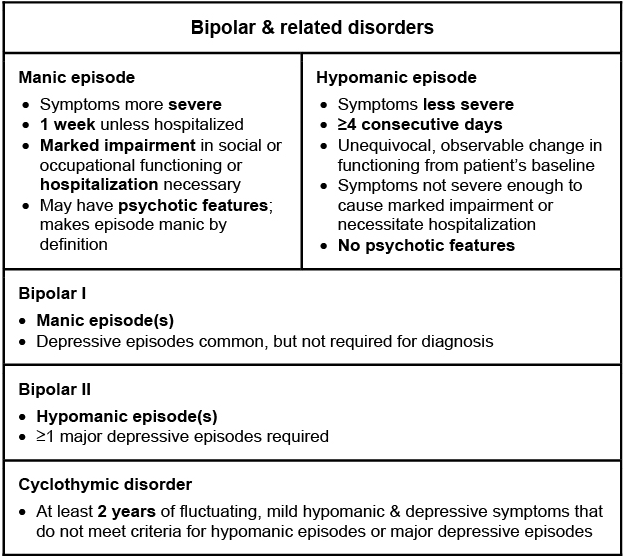 Bipolar & related disorders
Manic episode
• Symptoms more severe
• 1 week unless hospitalized
• Marked impairment in social or
occupational functioning or
hospitalization necessary
• May have psychotic features;
makes episode manic by
definition
Hypomanic episode
• Symptoms less severe
• ≥4 consecutive days
• Unequivocal, observable change in
functioning from patient’s baseline
• Symptoms not severe enough to
cause marked impairment or
necessitate hospitalization
• No psychotic features
Bipolar I
• Manic episode(s)
• Depressive episodes common, but not required for diagnosis
Bipolar II
• Hypomanic episode(s)
• ≥1 major depressive episodes required
Cyclothymic disorder
• At least 2 years of fluctuating, mild hypomanic & depressive symptoms that
do not meet criteria for hypomanic episodes or major depressive episodes